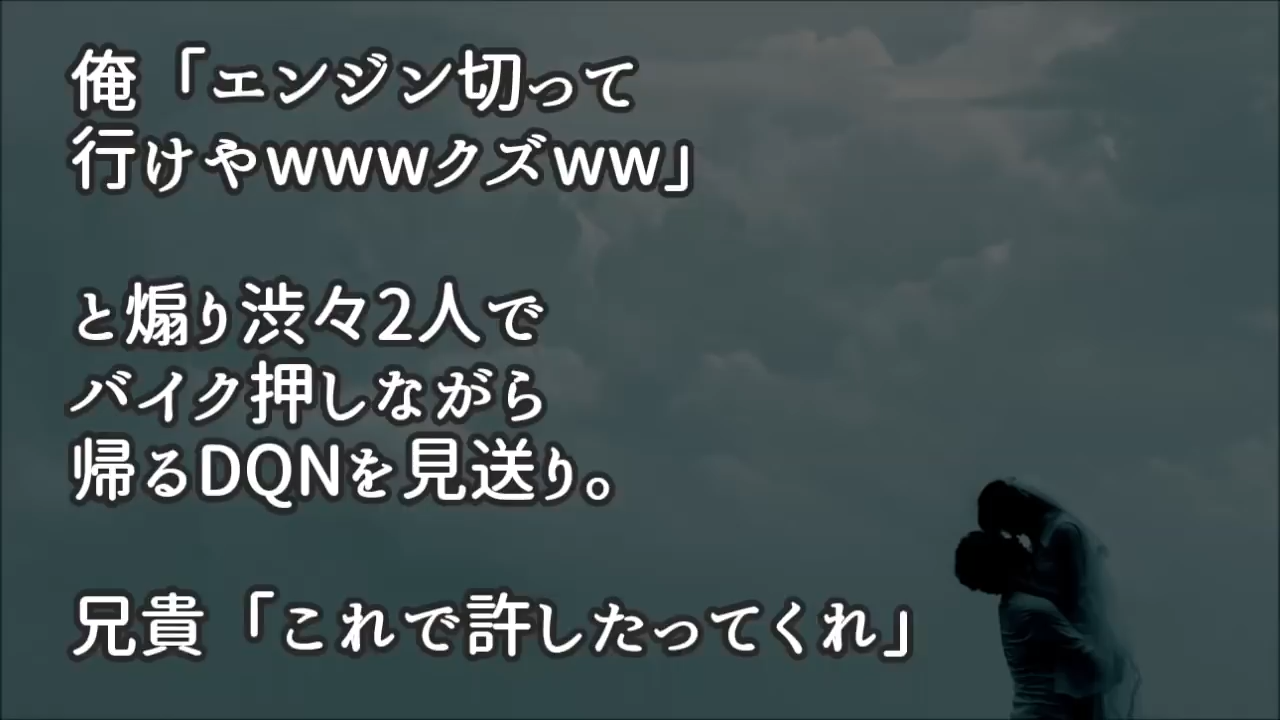 俺「エンジン切って
行けやwwwクズww」
と煽り渋々2人で
バイク押しながら
帰るDQNを見送り。
兄貴「これで許したってくれ」